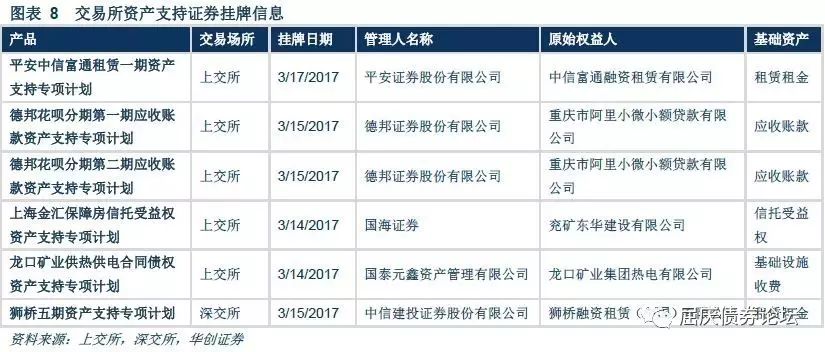 图表 8 交易所资产支持证券挂牌信息
产品 交易场所 挂牌日期 管理人名称 原始权益人 基础资产
平安中信富通租赁一期资产
支持专项计划 上交所 3/17/2017 平安证券股份有限公司 中信富通融资租赁有限公司 租赁租金
德邦花呗分期第一期应收账
款资产支持专项计划 上交所 3/15/2017 德邦证券股份有限公司 重庆市阿里小微小额贷款有限
公司 应收账款
德邦花呗分期第二期应收账
款资产支持专项计划 上交所 3/15/2017 德邦证券股份有限公司 重庆市阿里小微小额贷款有限
公司 应收账款
上海金汇保障房信托受益权
资产支持专项计划 上交所 3/14/2017 国海证券 兖矿东华建设有限公司 信托受益
权
龙口矿业供热供电合同债权
资产支持专项计划 上交所 3/14/2017 国泰元鑫资产管理有限公司 龙口矿业集团热电有限公司 基础设施
收费
狮桥五期资产支持专项计划 深交所 3/15/2017 中信建投证券股份有限公司 狮桥融资租赁（
屈庆债券论坛
资料来源：上交所，深交所，华创证券